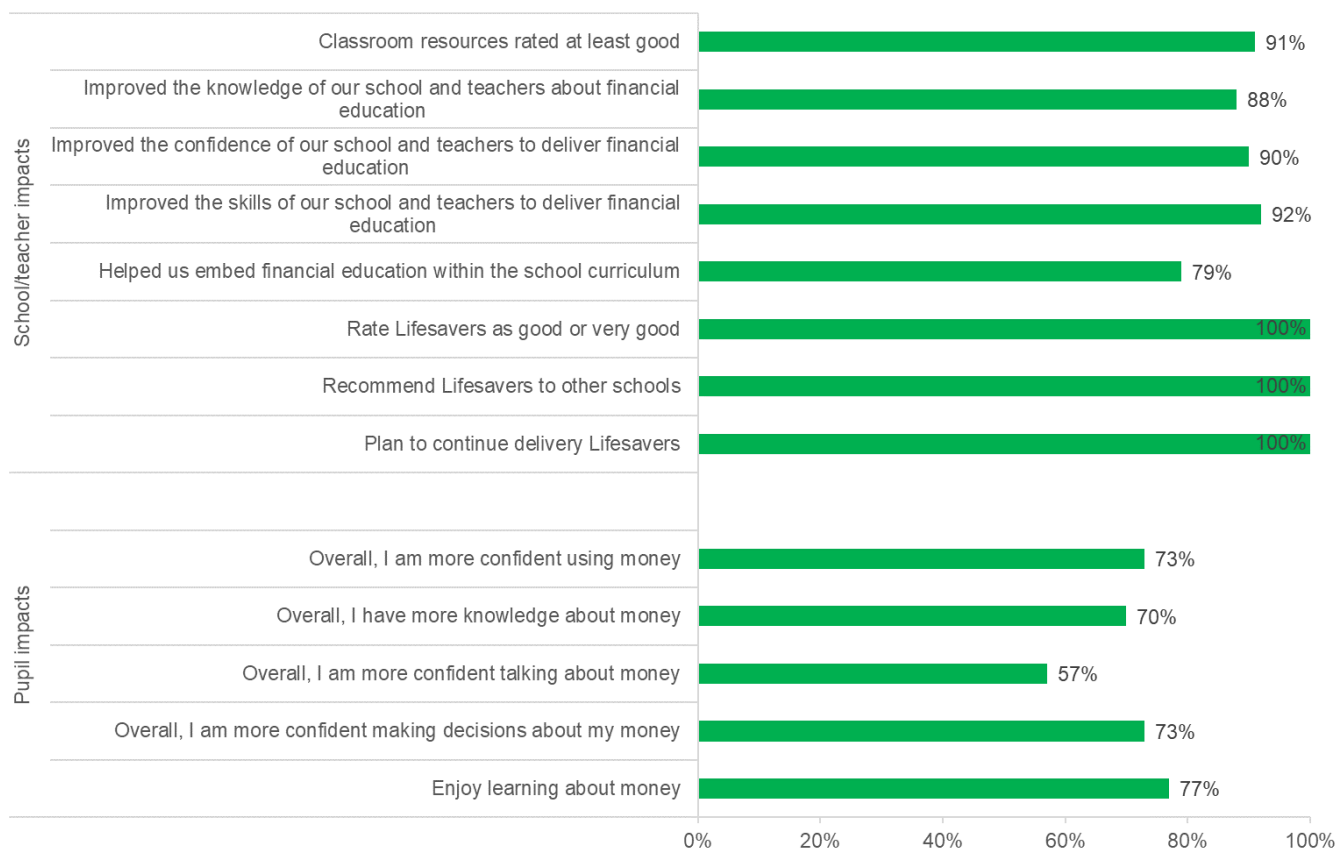 School/teacher impacts
Classroom resources rated at least good
91%
Improved the knowledge of our school and teachers about financial
education
88%
Improved the confidence of our school and teachers to deliver financial
education
90%
Improved the skills of our school and teachers to deliver financial
education
92%
Helped us embed financial education within the school curriculum
79%
Rate Lifesavers as good or very good
100%
Recommend Lifesavers to other schools
100%
Plan to continue delivery Lifesavers
100%
Pupil impacts
Overall, I am more confident using money
73%
Overall, I have more knowledge about money
70%
Overall, I am more confident talking about money
57%
Overall, I am more confident making decisions about my money
73%
Enjoy learning about money
77%
0% 20% 40% 60% 80% 100%